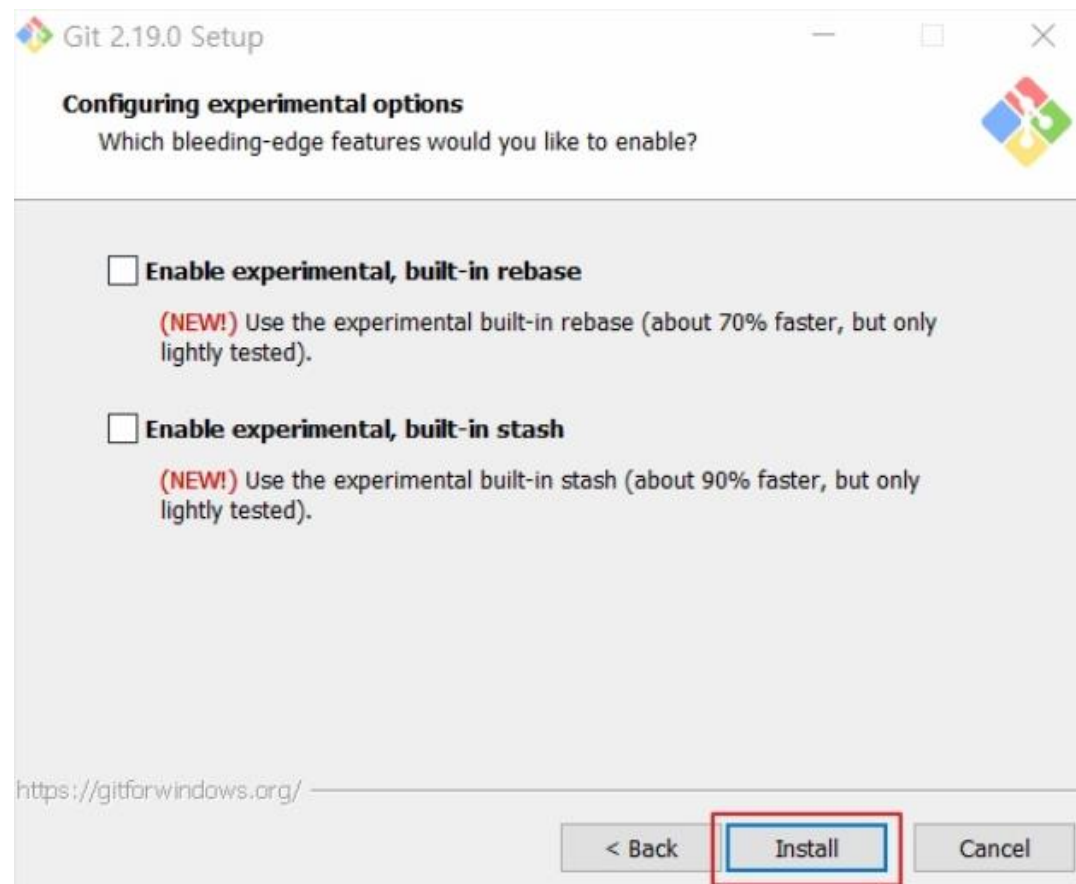 Git 2.19.0 Setup
Configuring experimental options
Which bleeding-edge features would you like to enable?
Enable experimental, built-in rebase
(NEW!) Use the experimental built-in rebase (about 70% faster, but only
lightly tested).
Enable experimental, built-in stash
(NEW!) Use the experimental built-in stash (about 90% faster, but only
lightly tested).
https://gitforwindows.org/
< Back
Install
Cancel